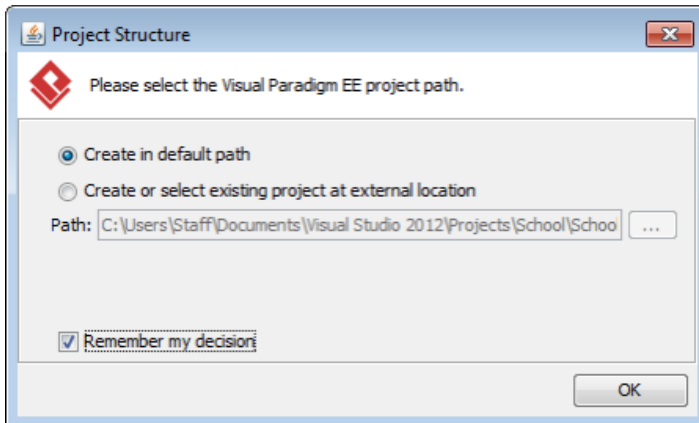 Project Structure
Please select the Visual Paradigm EE project path.
Create in default path
Create or select existing project at external location
Path: C:\Users\Staff\Documents\Visual Studio 2012\Projects\School\Schoo ...
Remember my decision
OK